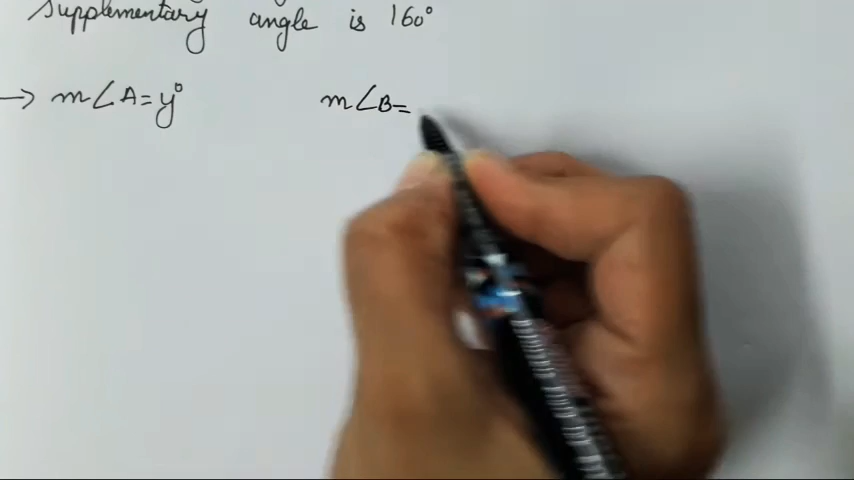 supplementary angle is 160°
→ m∠A=y° m∠B=